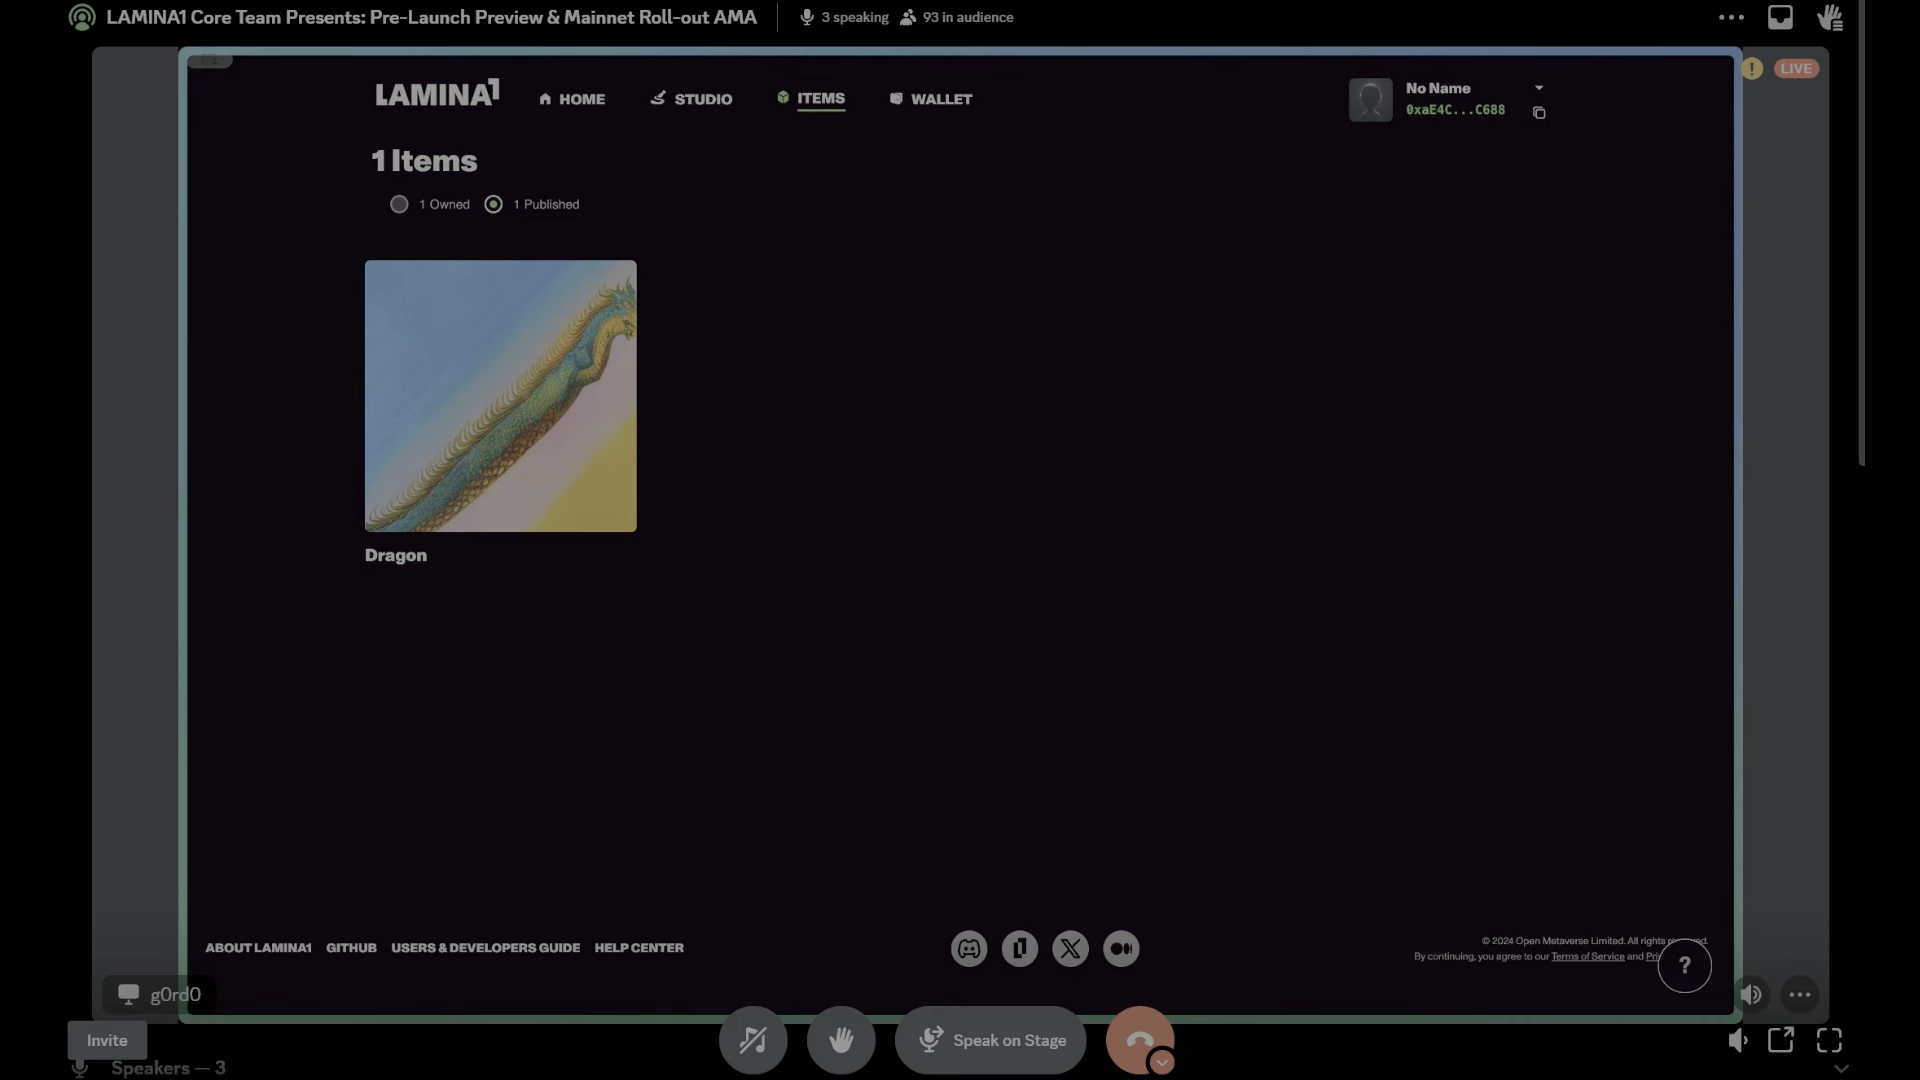 LAMINA1 Core Team Presents: Pre-Launch Preview & Mainnet Roll-out AMA
3 speaking
93 in audience
LIVE
LAMINA1
HOME
STUDIO
ITEMS
WALLET
No Name
0xaE4C...C688
1 Items
1 Owned
1 Published
Dragon
ABOUT LAMINA1
GITHUB
USERS & DEVELOPERS GUIDE
HELP CENTER
© 2024 Open Metaverse Limited. All rights
By continuing, you agree to our Terms of Service and
?
g0rd0
Invite
Speak on Stage
Speakers — 3